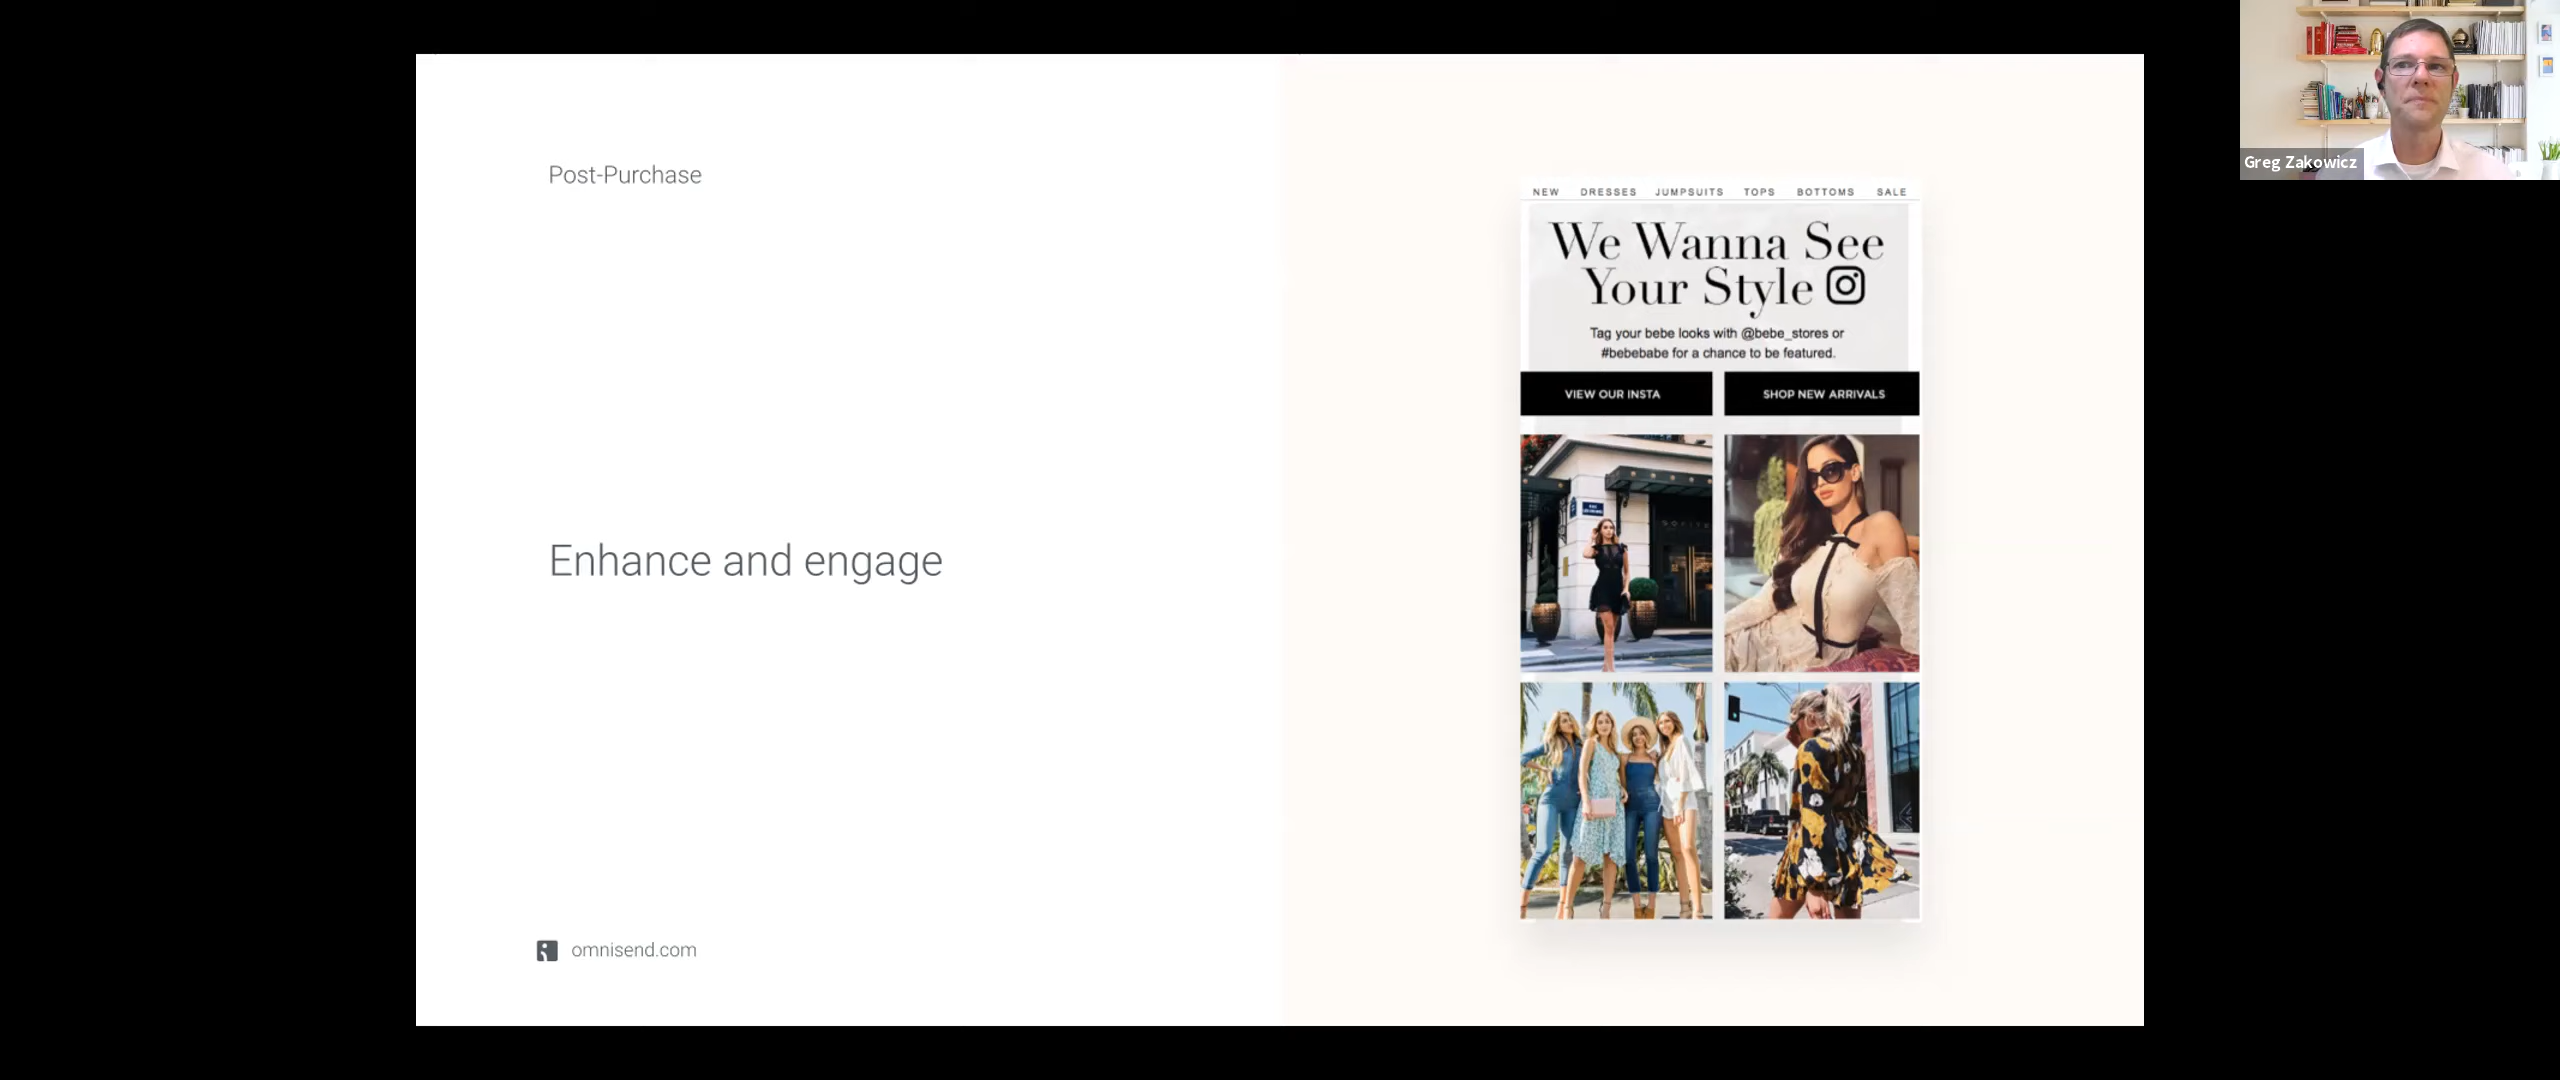 Post-Purchase
Enhance and engage
omnisend.com
NEW DRESSES JUMPSUITS TOPS BOTTOMS SALE
We Wanna See
Your Style
Tag your bebe looks with @bebe_stores or
#bebebabe for a chance to be featured.
VIEW OUR INSTA SHOP NEW ARRIVALS
Greg Zakowicz